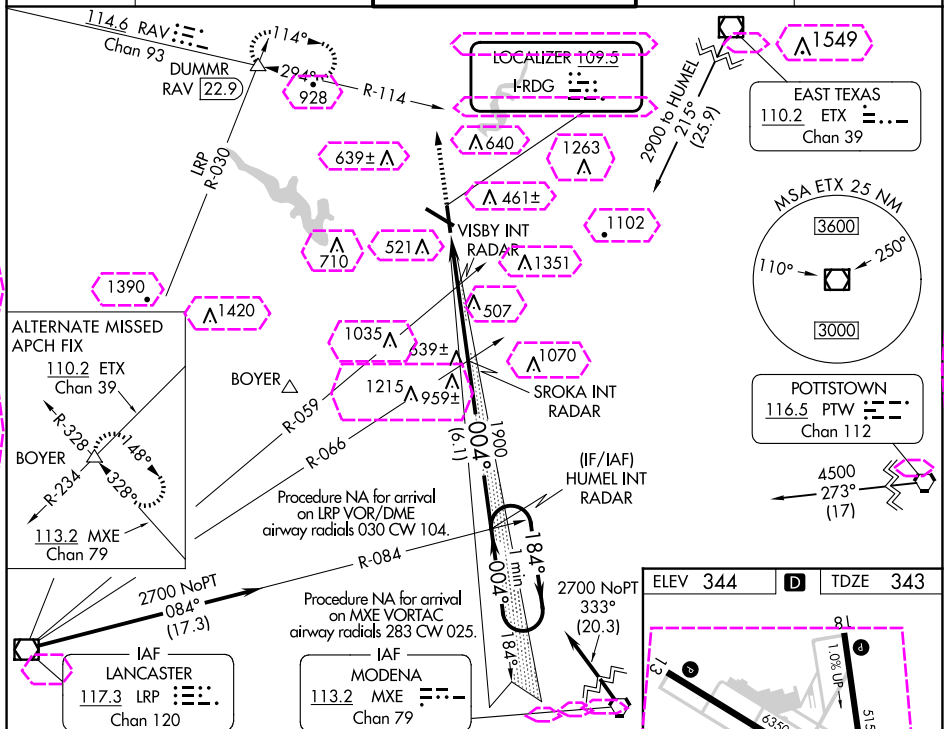 114.6 RAV
Chan 93
114°
294°
DUMMR
RAV 22.9
928
R-114
LOCALIZER 109.5
I-RDG
1549
EAST TEXAS
110.2 ETX
Chan 39
2900 to HUMEL
215°
(25.9)
LRP
R-030
639±
640
1263
461±
1102
MSA ETX 25 NM
3600
110°
250°
3000
VISBY INT
RADAR
710
521
1351
1390
1420
507
1035
639±
1070
1215
959±
SROKA INT
RADAR
BOYER
R-059
R-066
ALTERNATE MISSED
APCH FIX
110.2 ETX
Chan 39
R-328
148°
BOYER
328°
R-234
113.2 MXE
Chan 79
POTTSTOWN
116.5 PTW
Chan 112
4500
273°
(17)
004°
1900
(6.1)
(IF/IAF)
HUMEL INT
RADAR
Procedure NA for arrival
on LRP VOR/DME
airway radials 030 CW 104.
R-084
1 min
184°
004°
184°
2700 NoPT
084°
(17.3)
Procedure NA for arrival
on MXE VORTAC
airway radials 283 CW 025.
2700 NoPT
333°
(20.3)
IAF
LANCASTER
117.3 LRP
Chan 120
IAF
MODENA
113.2 MXE
Chan 79
ELEV 344
D
TDZE 343
18
P
13
P
1.0% UP
6350
515